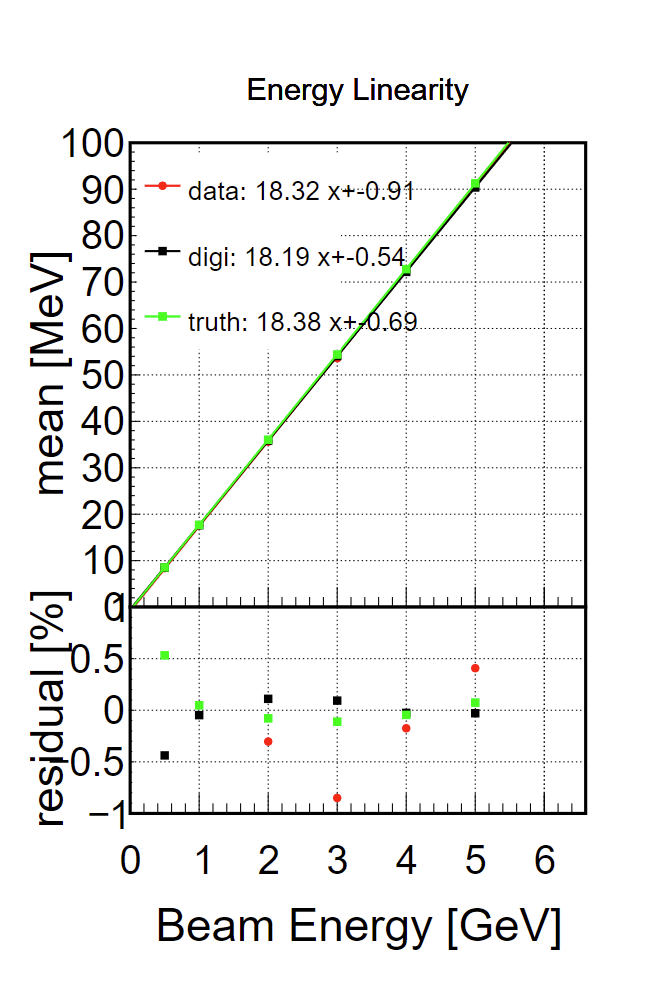 Energy Linearity
mean [MeV]
100
90
80
70
60
50
40
30
20
10
0
data: 18.32 x+-0.91
digi: 18.19 x+-0.54
truth: 18.38 x+-0.69
residual [%]
1
0.5
0
-0.5
−1
0 1 2 3 4 5 6
Beam Energy [GeV]